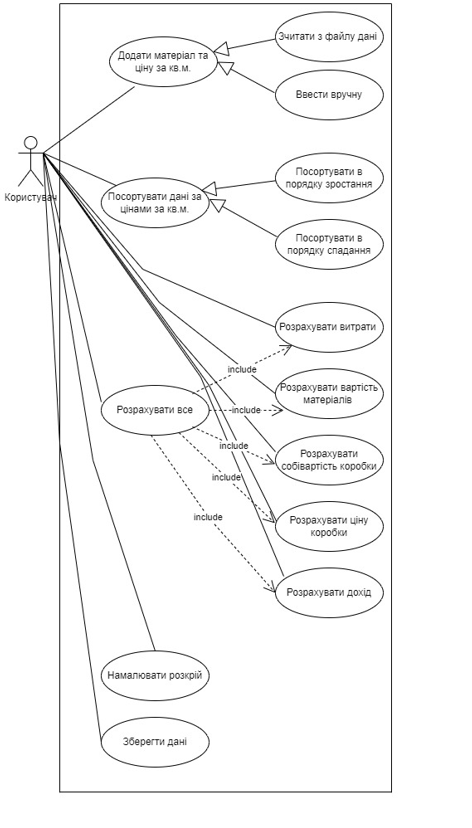 Додати матеріал та
ціну за кв.м.
Зчитати з файлу дані
Ввести вручну
Користувач
Посортувати дані за
цінами за кв.м.
Посортувати в
порядку зростання
Посортувати в
порядку спадання
Розрахувати витрати
include
Розрахувати все
include
Розрахувати вартість
матеріалів
include
Розрахувати
собівартість коробки
include
Розрахувати ціну
коробки
include
Розрахувати дохід
Намалювати розкрій
Зберегти дані